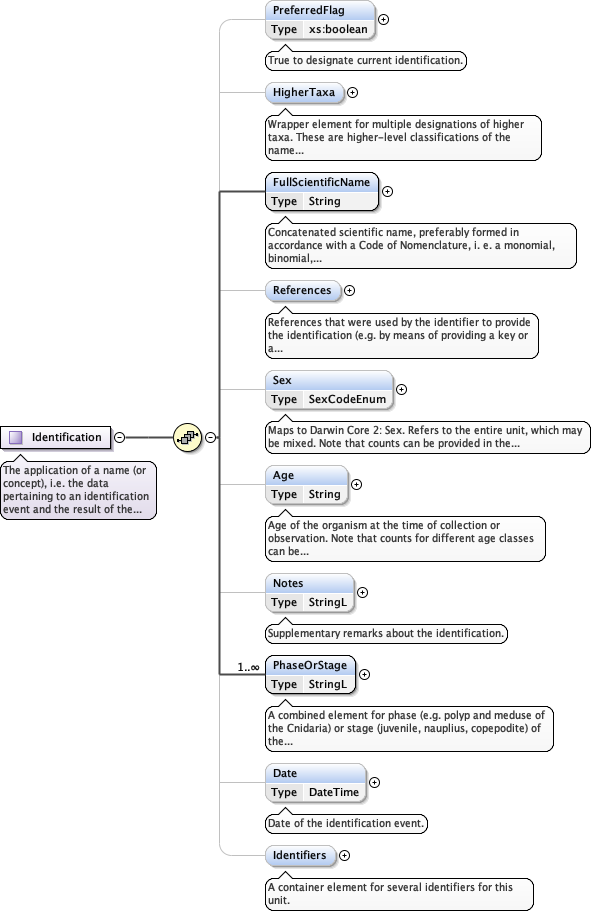 PreferredFlag
Type xs:boolean
True to designate current identification.
HigherTaxa
Wrapper element for multiple designations of higher
taxa. These are higher-level classifications of the
name...
FullScientificName
Type String
Concatenated scientific name, preferably formed in
accordance with a Code of Nomenclature, i. e. a monomial,
binomial,...
References
References that were used by the identifier to provide
the identification (e.g. by means of providing a key or
a...
Sex
Type SexCodeEnum
Maps to Darwin Core 2: Sex. Refers to the entire unit, which may
be mixed. Note that counts can be provided in the...
Identification
The application of a name (or
concept), i.e. the data
pertaining to an identification
event and the result of the...
Age
Type String
Age of the organism at the time of collection or
observation. Note that counts for different age classes
can be...
Notes
Type StringL
Supplementary remarks about the identification.
1..∞
PhaseOrStage
Type StringL
A combined element for phase (e.g. polyp and meduse of
the Cnidaria) or stage (juvenile, nauplius, copepodite) of
the...
Date
Type DateTime
Date of the identification event.
Identifiers
A container element for several identifiers for this
unit.